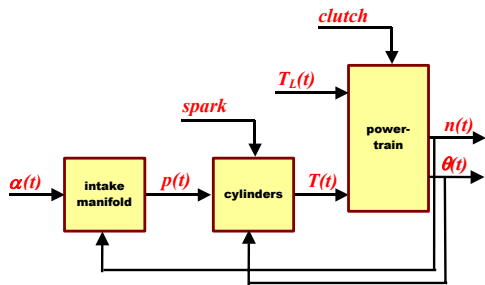 clutch
T_L(t)
spark
power-
train
n(t)
θ(t)
α(t)
intake
manifold
p(t)
cylinders
T(t)